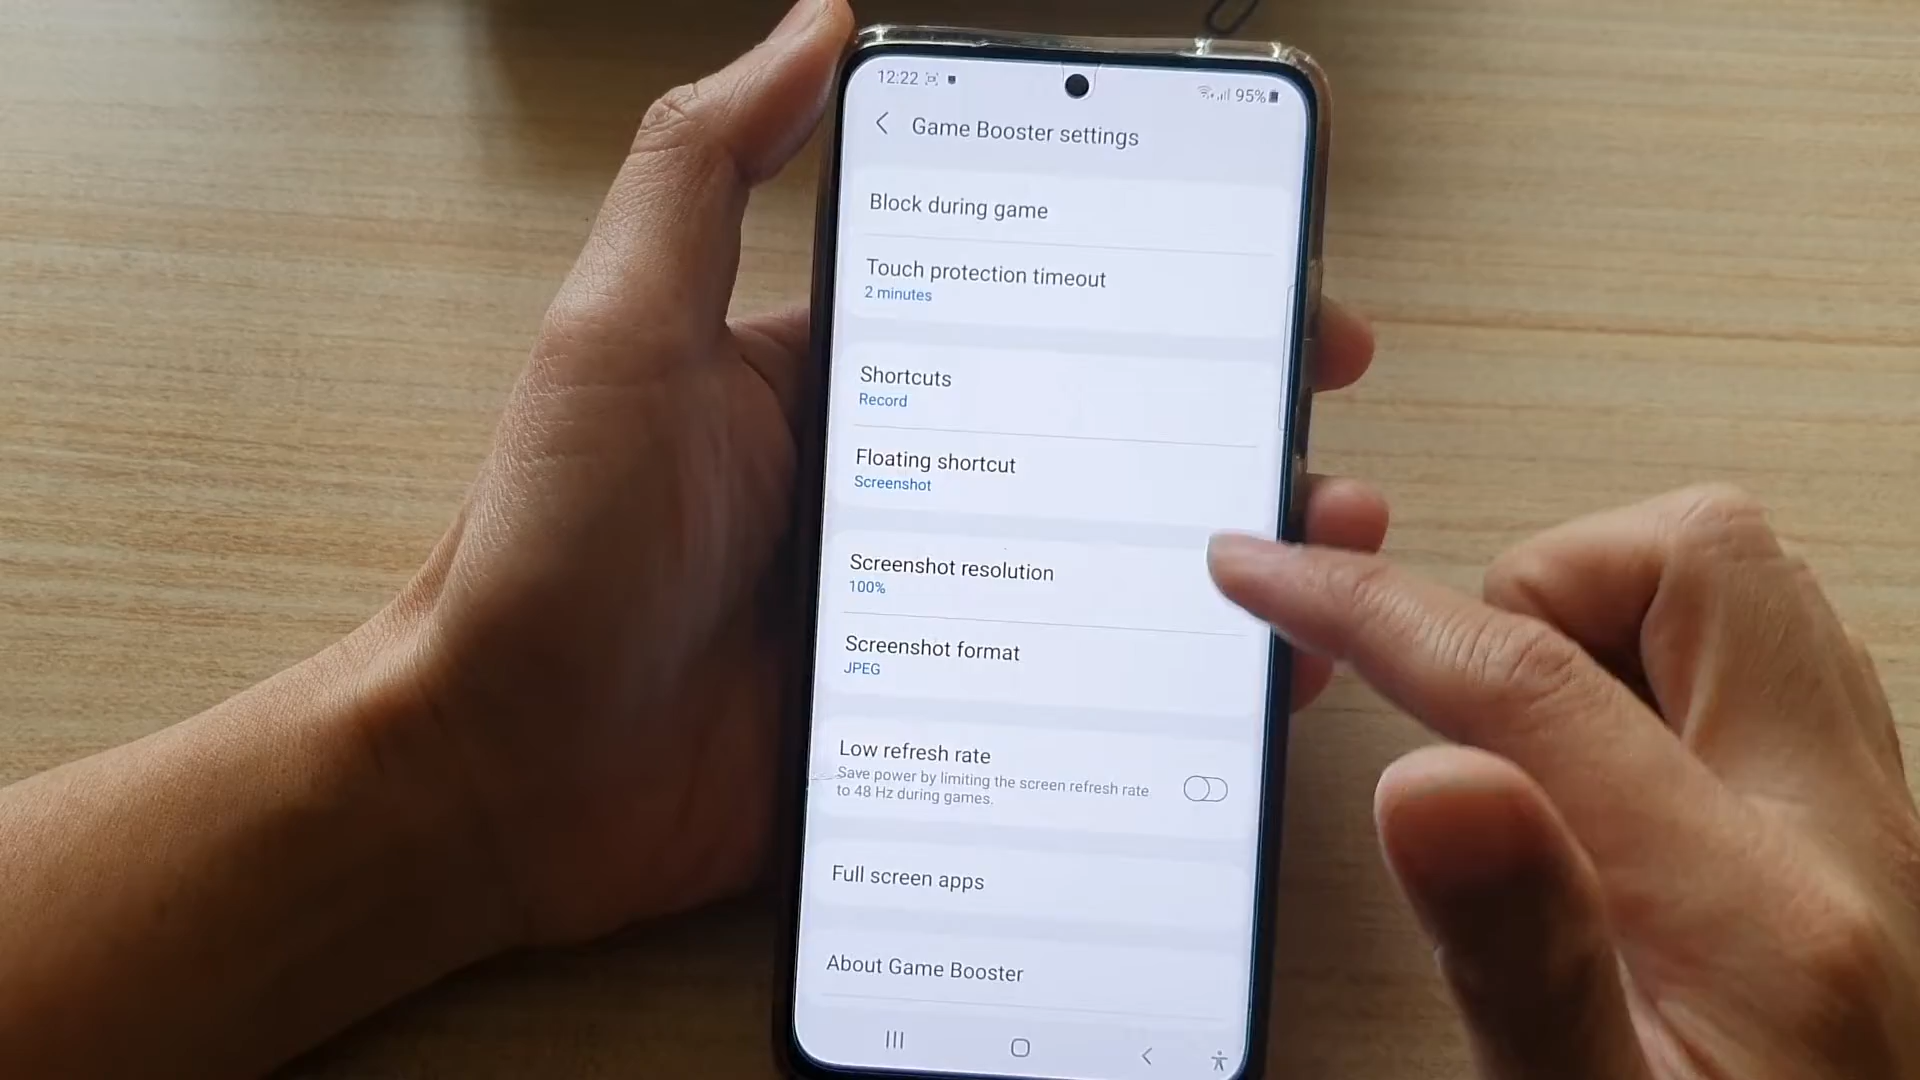 12:22
95%
Game Booster settings
Block during game
Touch protection timeout
2 minutes
Shortcuts
Record
Floating shortcut
Screenshot
Screenshot resolution
100%
Screenshot format
JPEG
Low refresh rate
Save power by limiting the screen refresh rate
to 48 Hz during games.
Full screen apps
About Game Booster